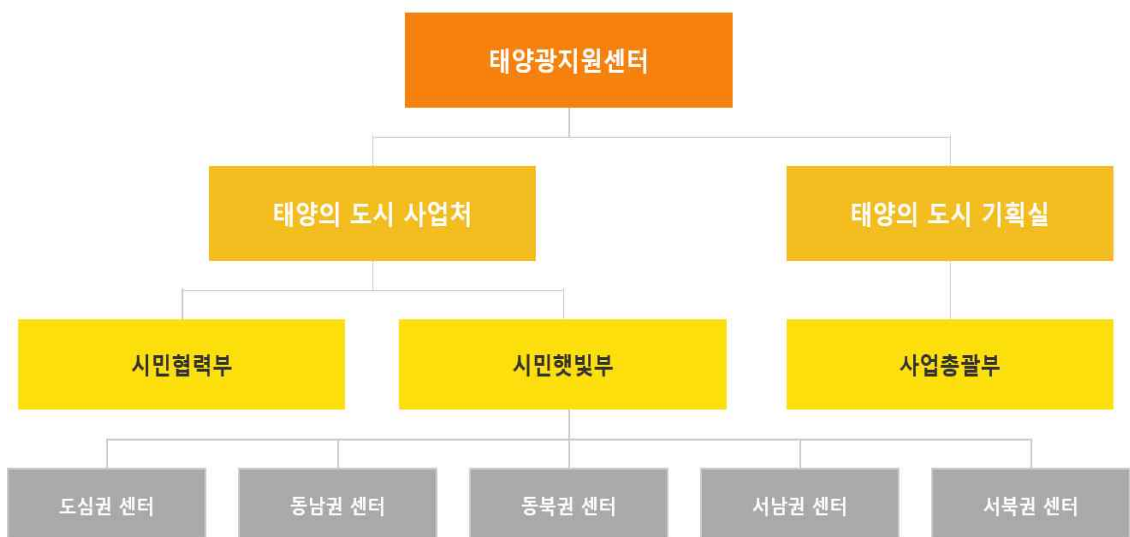 태양광지원센터
태양의 도시 사업처
태양의 도시 기획실
시민협력부
시민햇빛부
사업총괄부
도심권 센터
동남권 센터
동북권 센터
서남권 센터
서북권 센터